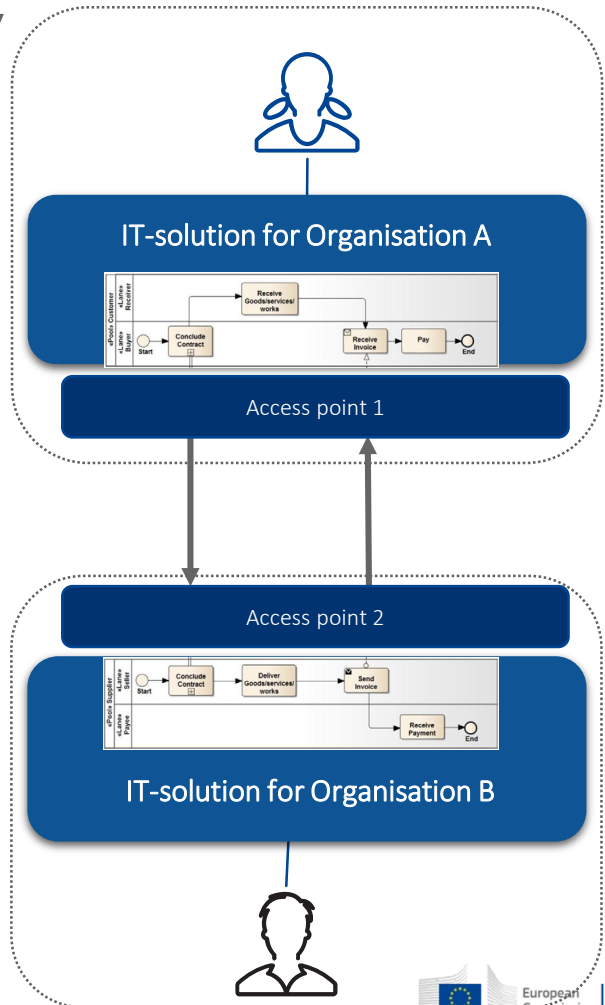 IT-solution for Organisation A
«Pool» Customer
«Lane»
Receiver
«Lane»
Buyer
Receive
Goods/services/
works
Start
Conclude
Contract
Receive
Invoice
Pay
End
Access point 1
Access point 2
«Pool» Supplier
«Lane»
Seller
«Lane»
Payee
Start
Conclude
Contract
Deliver
Goods/services/
works
Send
Invoice
Receive
Payment
End
IT-solution for Organisation B
European